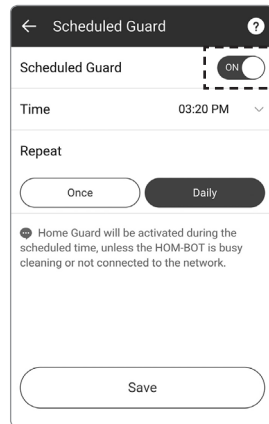 Scheduled Guard ?
Scheduled Guard ON
Time 03:20 PM
Repeat
Once Daily
Home Guard will be activated during the
scheduled time, unless the HOM-BOT is busy
cleaning or not connected to the network.
Save